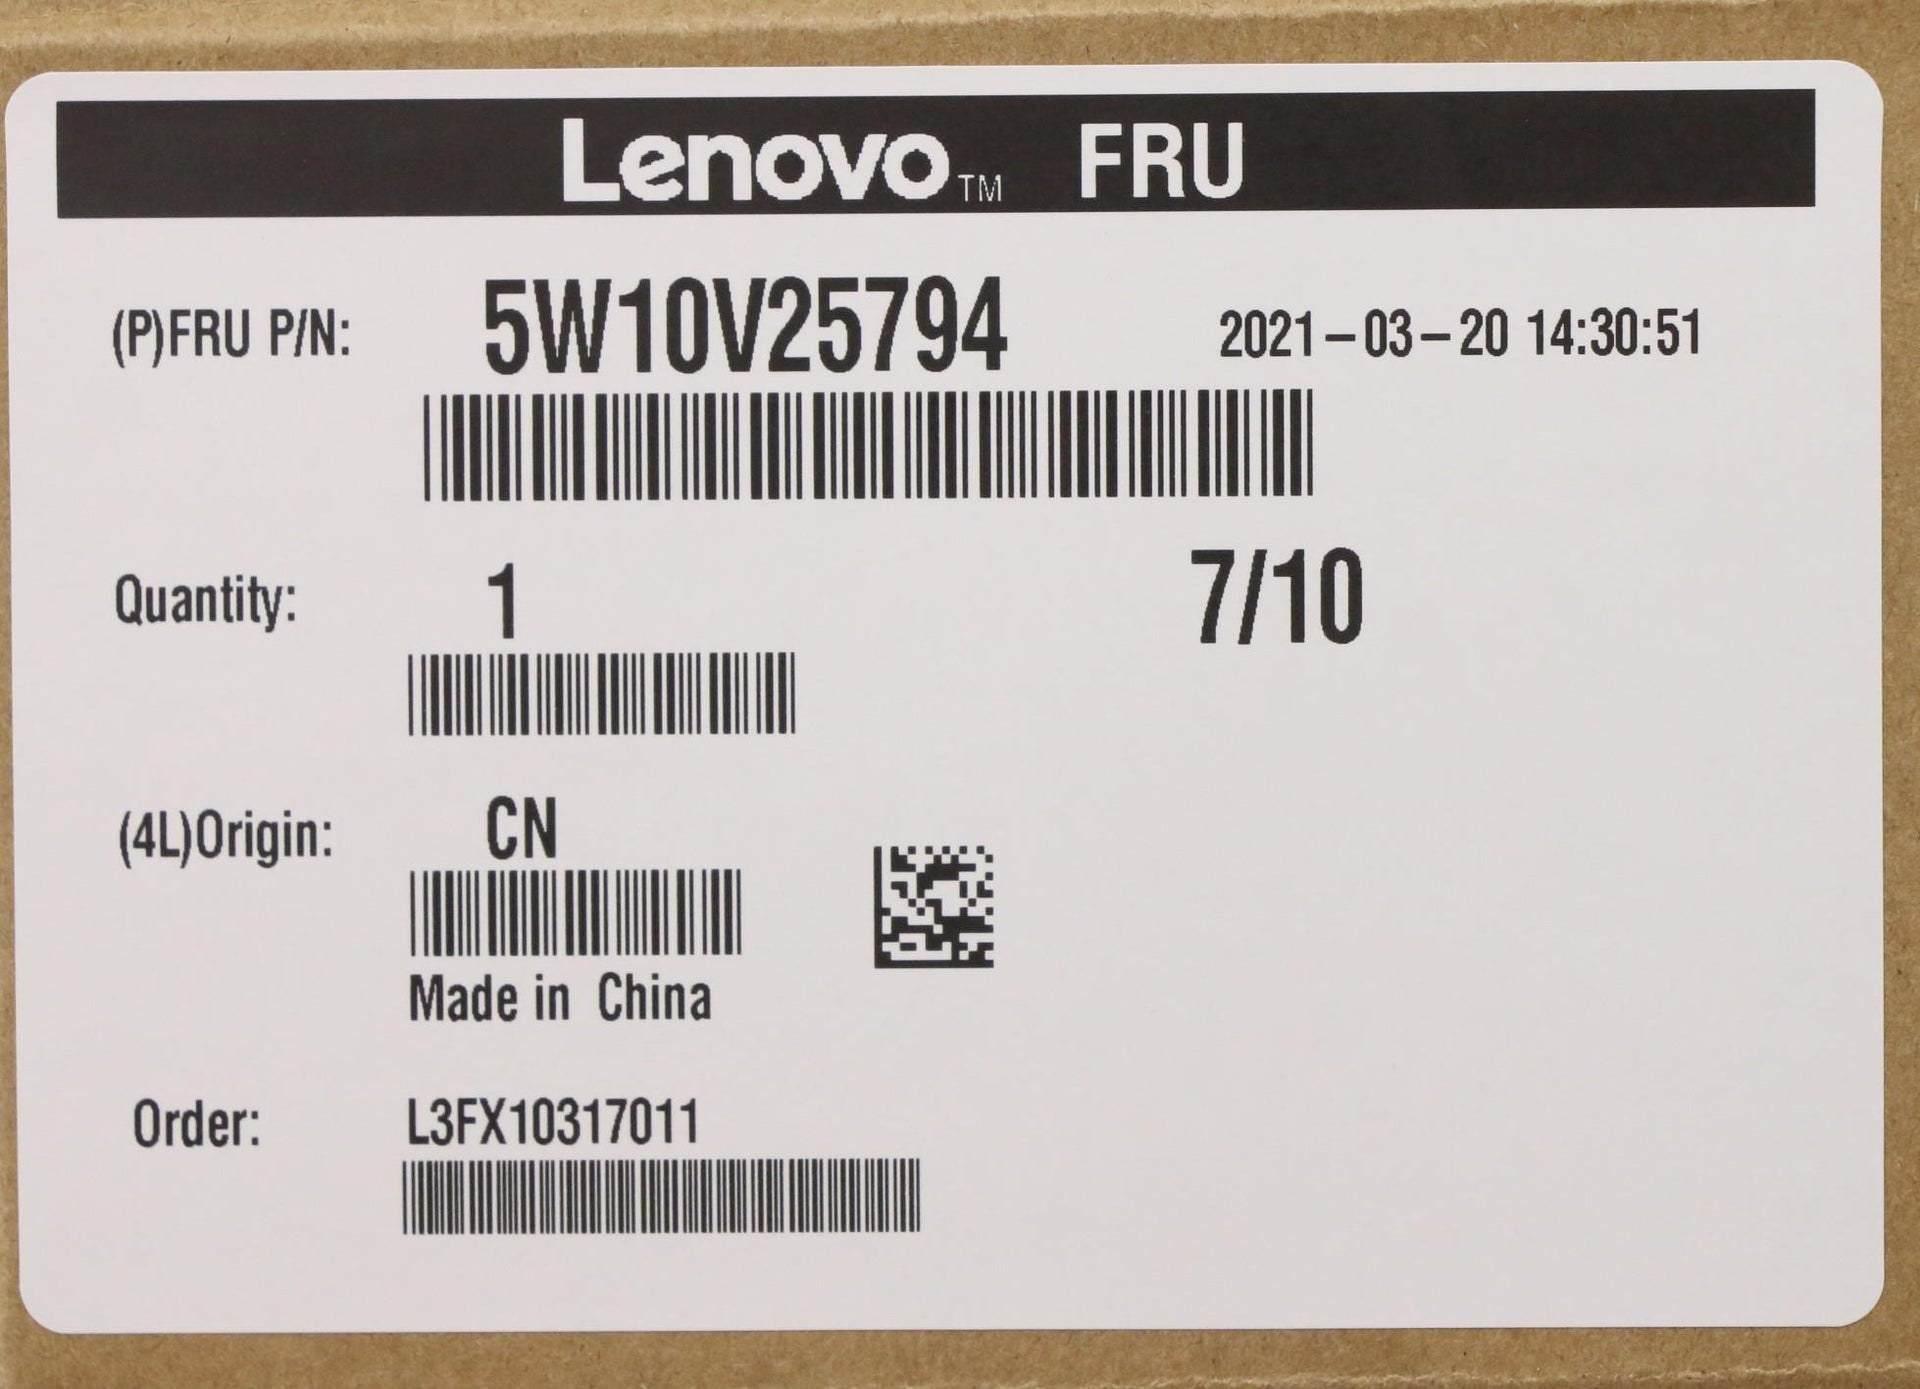 Lenovo™ FRU
(P)FRU P/N: 5W10V25794 2021-03-20 14:30:51
Quantity: 1 7/10
(4L)Origin: CN
Made in China
Order: L3FX10317011